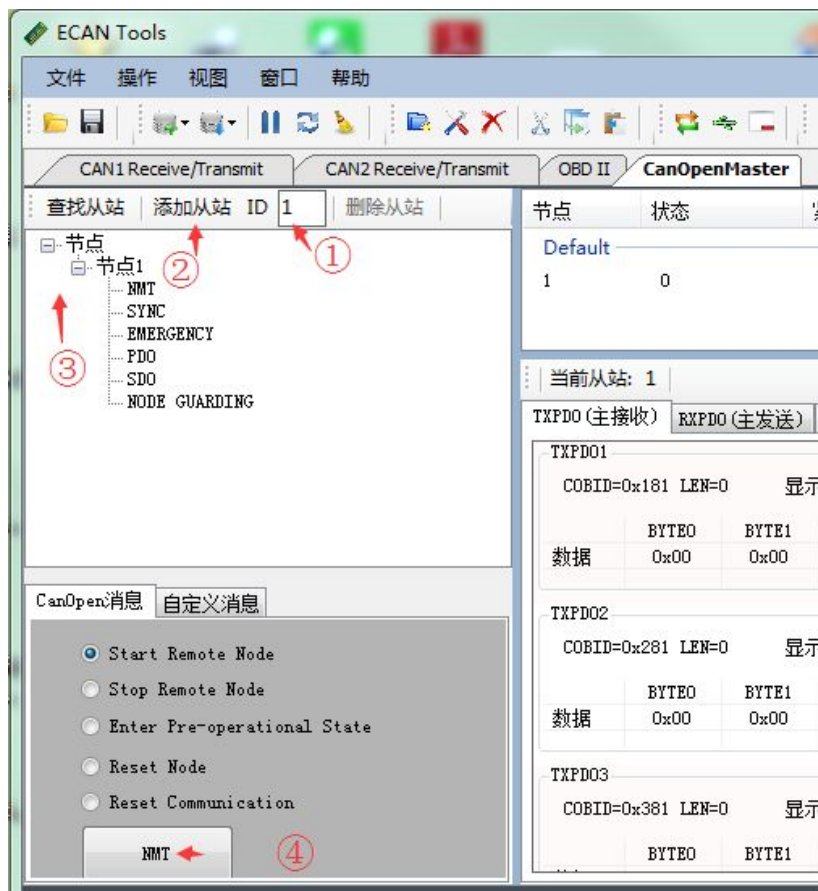 ECAN Tools
文件 操作 视图 窗口 帮助
CAN1 Receive/Transmit CAN2 Receive/Transmit OBD II CanOpenMaster
查找从站 添加从站 ID 1 删除从站
①
②
③
节点
节点1
NMT
SYNC
EMERGENCY
PDO
SDO
NODE GUARDING
节点 状态
Default
1 0
当前从站: 1
TXPDO(主接收) RXPDO(主发送)
TXPDO1
COBID=0x181 LEN=0 显示
BYTE0 BYTE1
数据 0x00 0x00
TXPDO2
COBID=0x281 LEN=0 显示
BYTE0 BYTE1
数据 0x00 0x00
TXPDO3
COBID=0x381 LEN=0 显示
BYTE0 BYTE1
CanOpen消息 自定义消息
Start Remote Node
Stop Remote Node
Enter Pre-operational State
Reset Node
Reset Communication
NMT ④